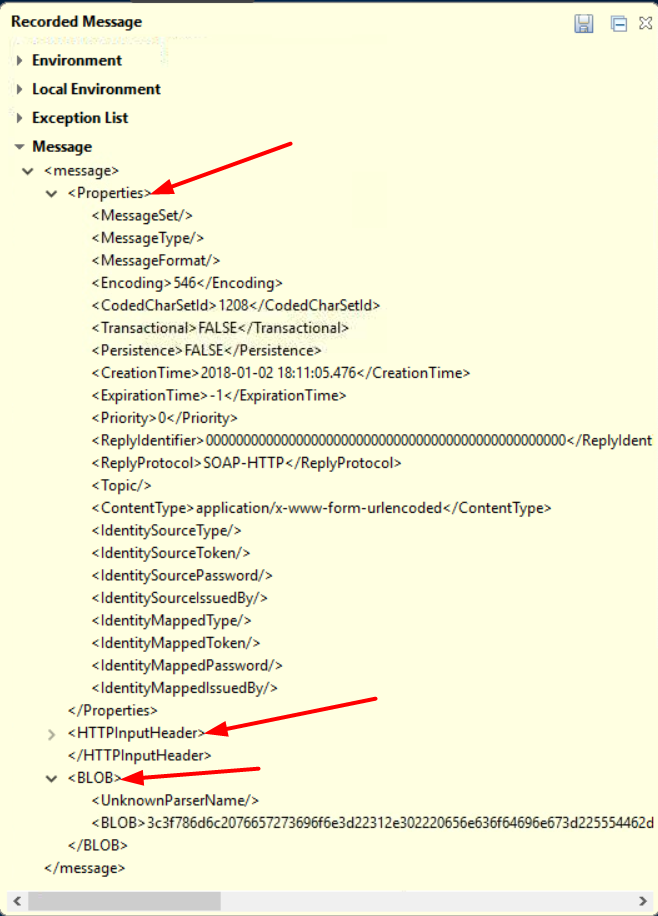 Recorded Message
Environment
Local Environment
Exception List
Message
<message>
<Properties>
<MessageSet/>
<MessageType/>
<MessageFormat/>
<Encoding>546</Encoding>
<CodedCharSetId>1208</CodedCharSetId>
<Transactional>FALSE</Transactional>
<Persistence>FALSE</Persistence>
<CreationTime>2018-01-02 18:11:05.476</CreationTime>
<ExpirationTime>-1</ExpirationTime>
<Priority>0</Priority>
<ReplyIdentifier>000000000000000000000000000000000000000000000000</ReplyIdent
<ReplyProtocol>SOAP-HTTP</ReplyProtocol>
<Topic/>
<ContentType>application/x-www-form-urlencoded</ContentType>
<IdentitySourceType/>
<IdentitySourceToken/>
<IdentitySourcePassword/>
<IdentitySourceIssuedBy/>
<IdentityMappedType/>
<IdentityMappedToken/>
<IdentityMappedPassword/>
<IdentityMappedIssuedBy/>
</Properties>
<HTTPInputHeader>
</HTTPInputHeader>
<BLOB>
<UnknownParserName/>
<BLOB>3c3f786d6c2076657273696f6e3d22312e302220656e636f64696e673d225554462d
</BLOB>
</message>